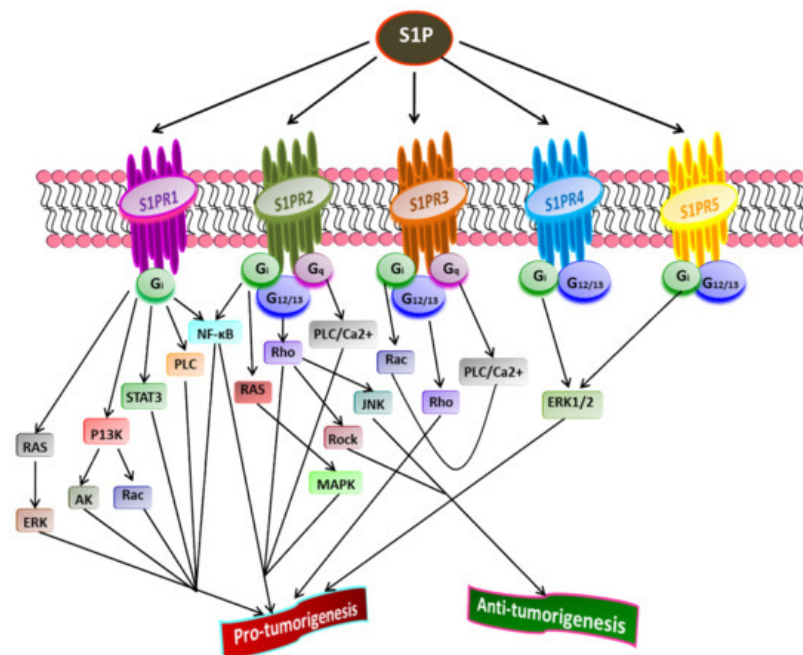 S1P
S1PR1
S1PR2
S1PR3
S1PR4
S1PR5
Gi
Gi
Gq
G12/13
Gi
Gq
G12/13
Gi
G12/13
Gi
G12/13
NF-κB
PLC/Ca2+
Rho
PLC
Rac
PLC/Ca2+
STAT3
RAS
JNK
Rho
ERK1/2
RAS
P13K
Rock
MAPK
AK
Rac
ERK
Pro-tumorigenesis
Anti-tumorigenesis